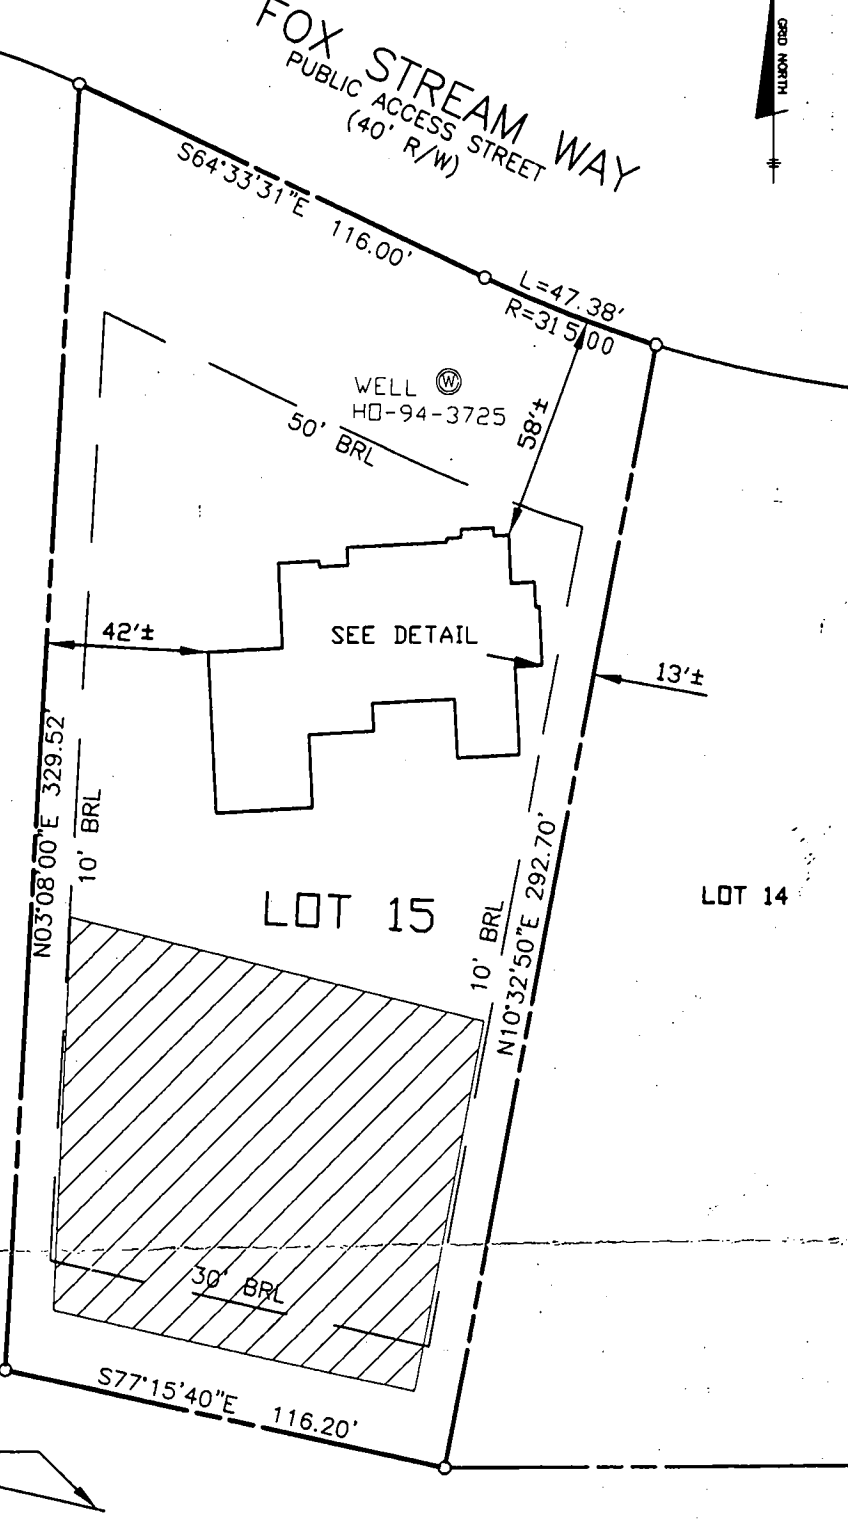 FOX STREAM WAY
PUBLIC ACCESS STREET
(40' R/W)
GRID NORTH
S64°33'31"E 116.00'
L=47.38'
R=315.00
WELL W
HO-94-3725
50' BRL
58'±
42'±
SEE DETAIL
13'±
N03°08'00"E 329.52'
10' BRL
LOT 15
10' BRL
N10°32'50"E 292.70'
LOT 14
30' BRL
S77°15'40"E 116.20'